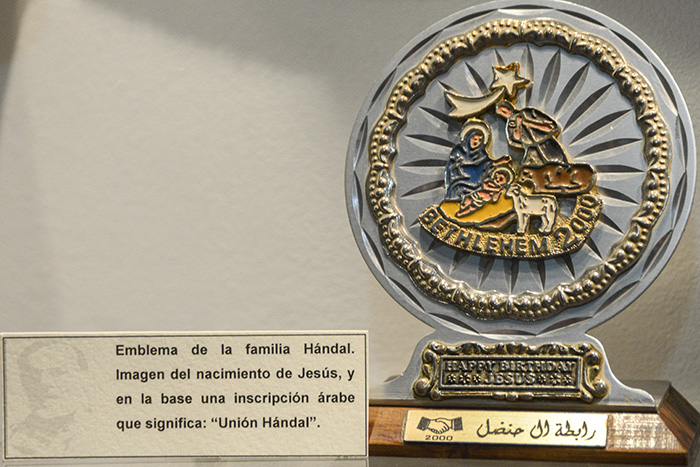 BETHLEHEM 2000
HAPPY BIRTHDAY
JESUS
2000
رابطة ال حنضل
Emblema de la familia Hándal.
Imagen del nacimiento de Jesús, y
en la base una inscripción árabe
que significa: “Unión Hándal”.